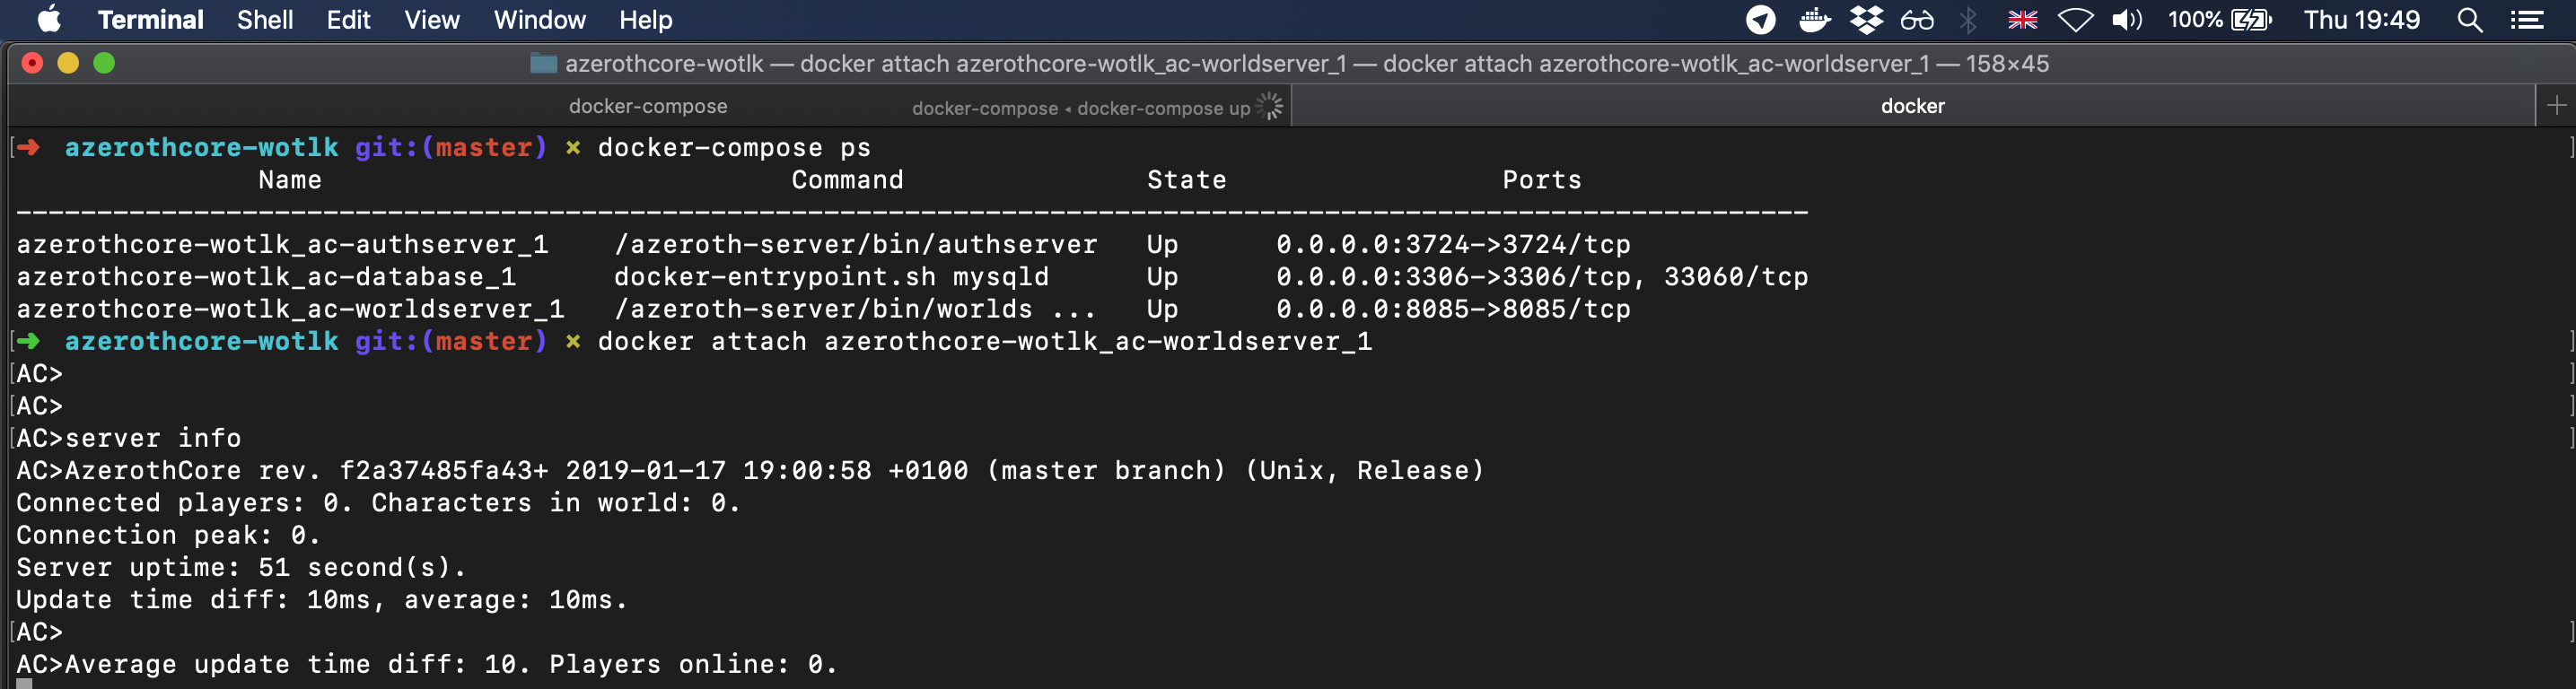 Terminal Shell Edit View Window Help 100% Thu 19:49
azerothcore-wotlk — docker attach azerothcore-wotlk_ac-worldserver_1 — docker attach azerothcore-wotlk_ac-worldserver_1 — 158×45
docker-compose docker-compose ◂ docker-compose up docker +
[➜ azerothcore-wotlk git:(master) × docker-compose ps ]
Name Command State Ports
---------------------------------------------------------------------------------------------------------------
azerothcore-wotlk_ac-authserver_1 /azeroth-server/bin/authserver Up 0.0.0.0:3724->3724/tcp
azerothcore-wotlk_ac-database_1 docker-entrypoint.sh mysqld Up 0.0.0.0:3306->3306/tcp, 33060/tcp
azerothcore-wotlk_ac-worldserver_1 /azeroth-server/bin/worlds ... Up 0.0.0.0:8085->8085/tcp
[➜ azerothcore-wotlk git:(master) × docker attach azerothcore-wotlk_ac-worldserver_1 ]
[AC> ]
[AC> ]
[AC>server info ]
AC>AzerothCore rev. f2a37485fa43+ 2019-01-17 19:00:58 +0100 (master branch) (Unix, Release)
Connected players: 0. Characters in world: 0.
Connection peak: 0.
Server uptime: 51 second(s).
Update time diff: 10ms, average: 10ms.
[AC> ]
AC>Average update time diff: 10. Players online: 0.